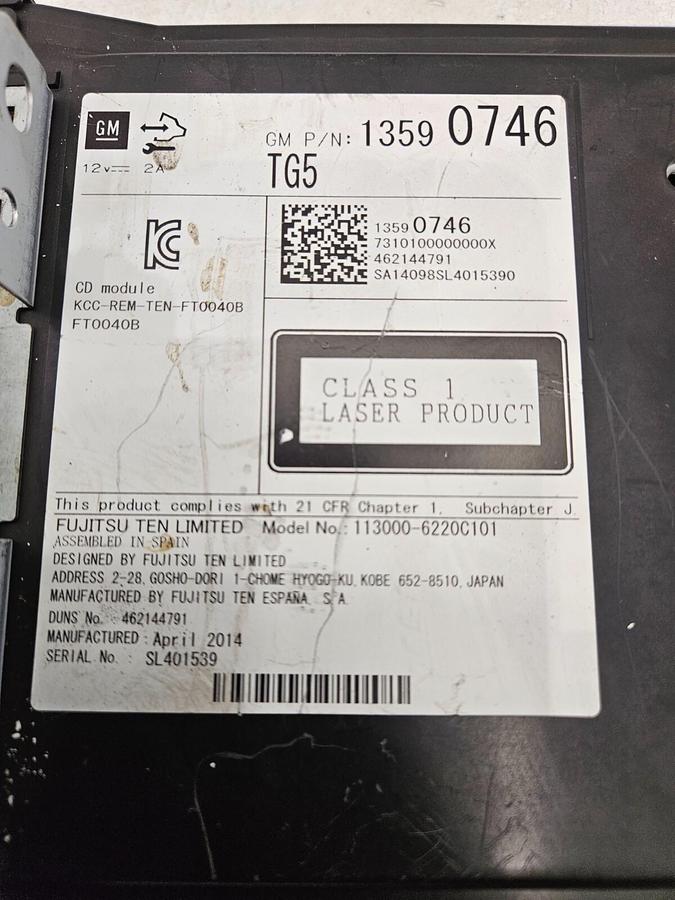 GM
GM P/N: 1359 0746
12V 2A
TG5
1359 0746
7310100000000X
462144791
SA14098SL4015390
CD module
KCC-REM-TEN-FT0040B
FT0040B
CLASS 1
LASER PRODUCT
This product complies with 21 CFR Chapter 1, Subchapter J.
FUJITSU TEN LIMITED Model No.: 113000-6220C101
ASSEMBLED IN SPAIN
DESIGNED BY FUJITSU TEN LIMITED
ADDRESS 2-28, GOSHO-DORI 1-CHOME HYOGO-KU, KOBE 652-8510, JAPAN
MANUFACTURED BY FUJITSU TEN ESPAÑA, S.A.
DUNS No. 462144791
MANUFACTURED : April 2014
SERIAL No. : SL401539